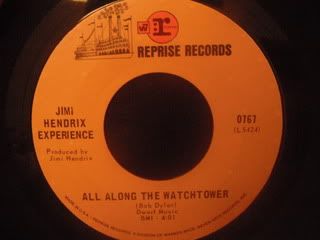 REPRISE RECORDS
JIMI
HENDRIX
EXPERIENCE
Produced by
Jimi Hendrix
0767
(L 5424)
ALL ALONG THE WATCHTOWER
(Bob Dylan)
Dwarf Music
BMI - 4:01